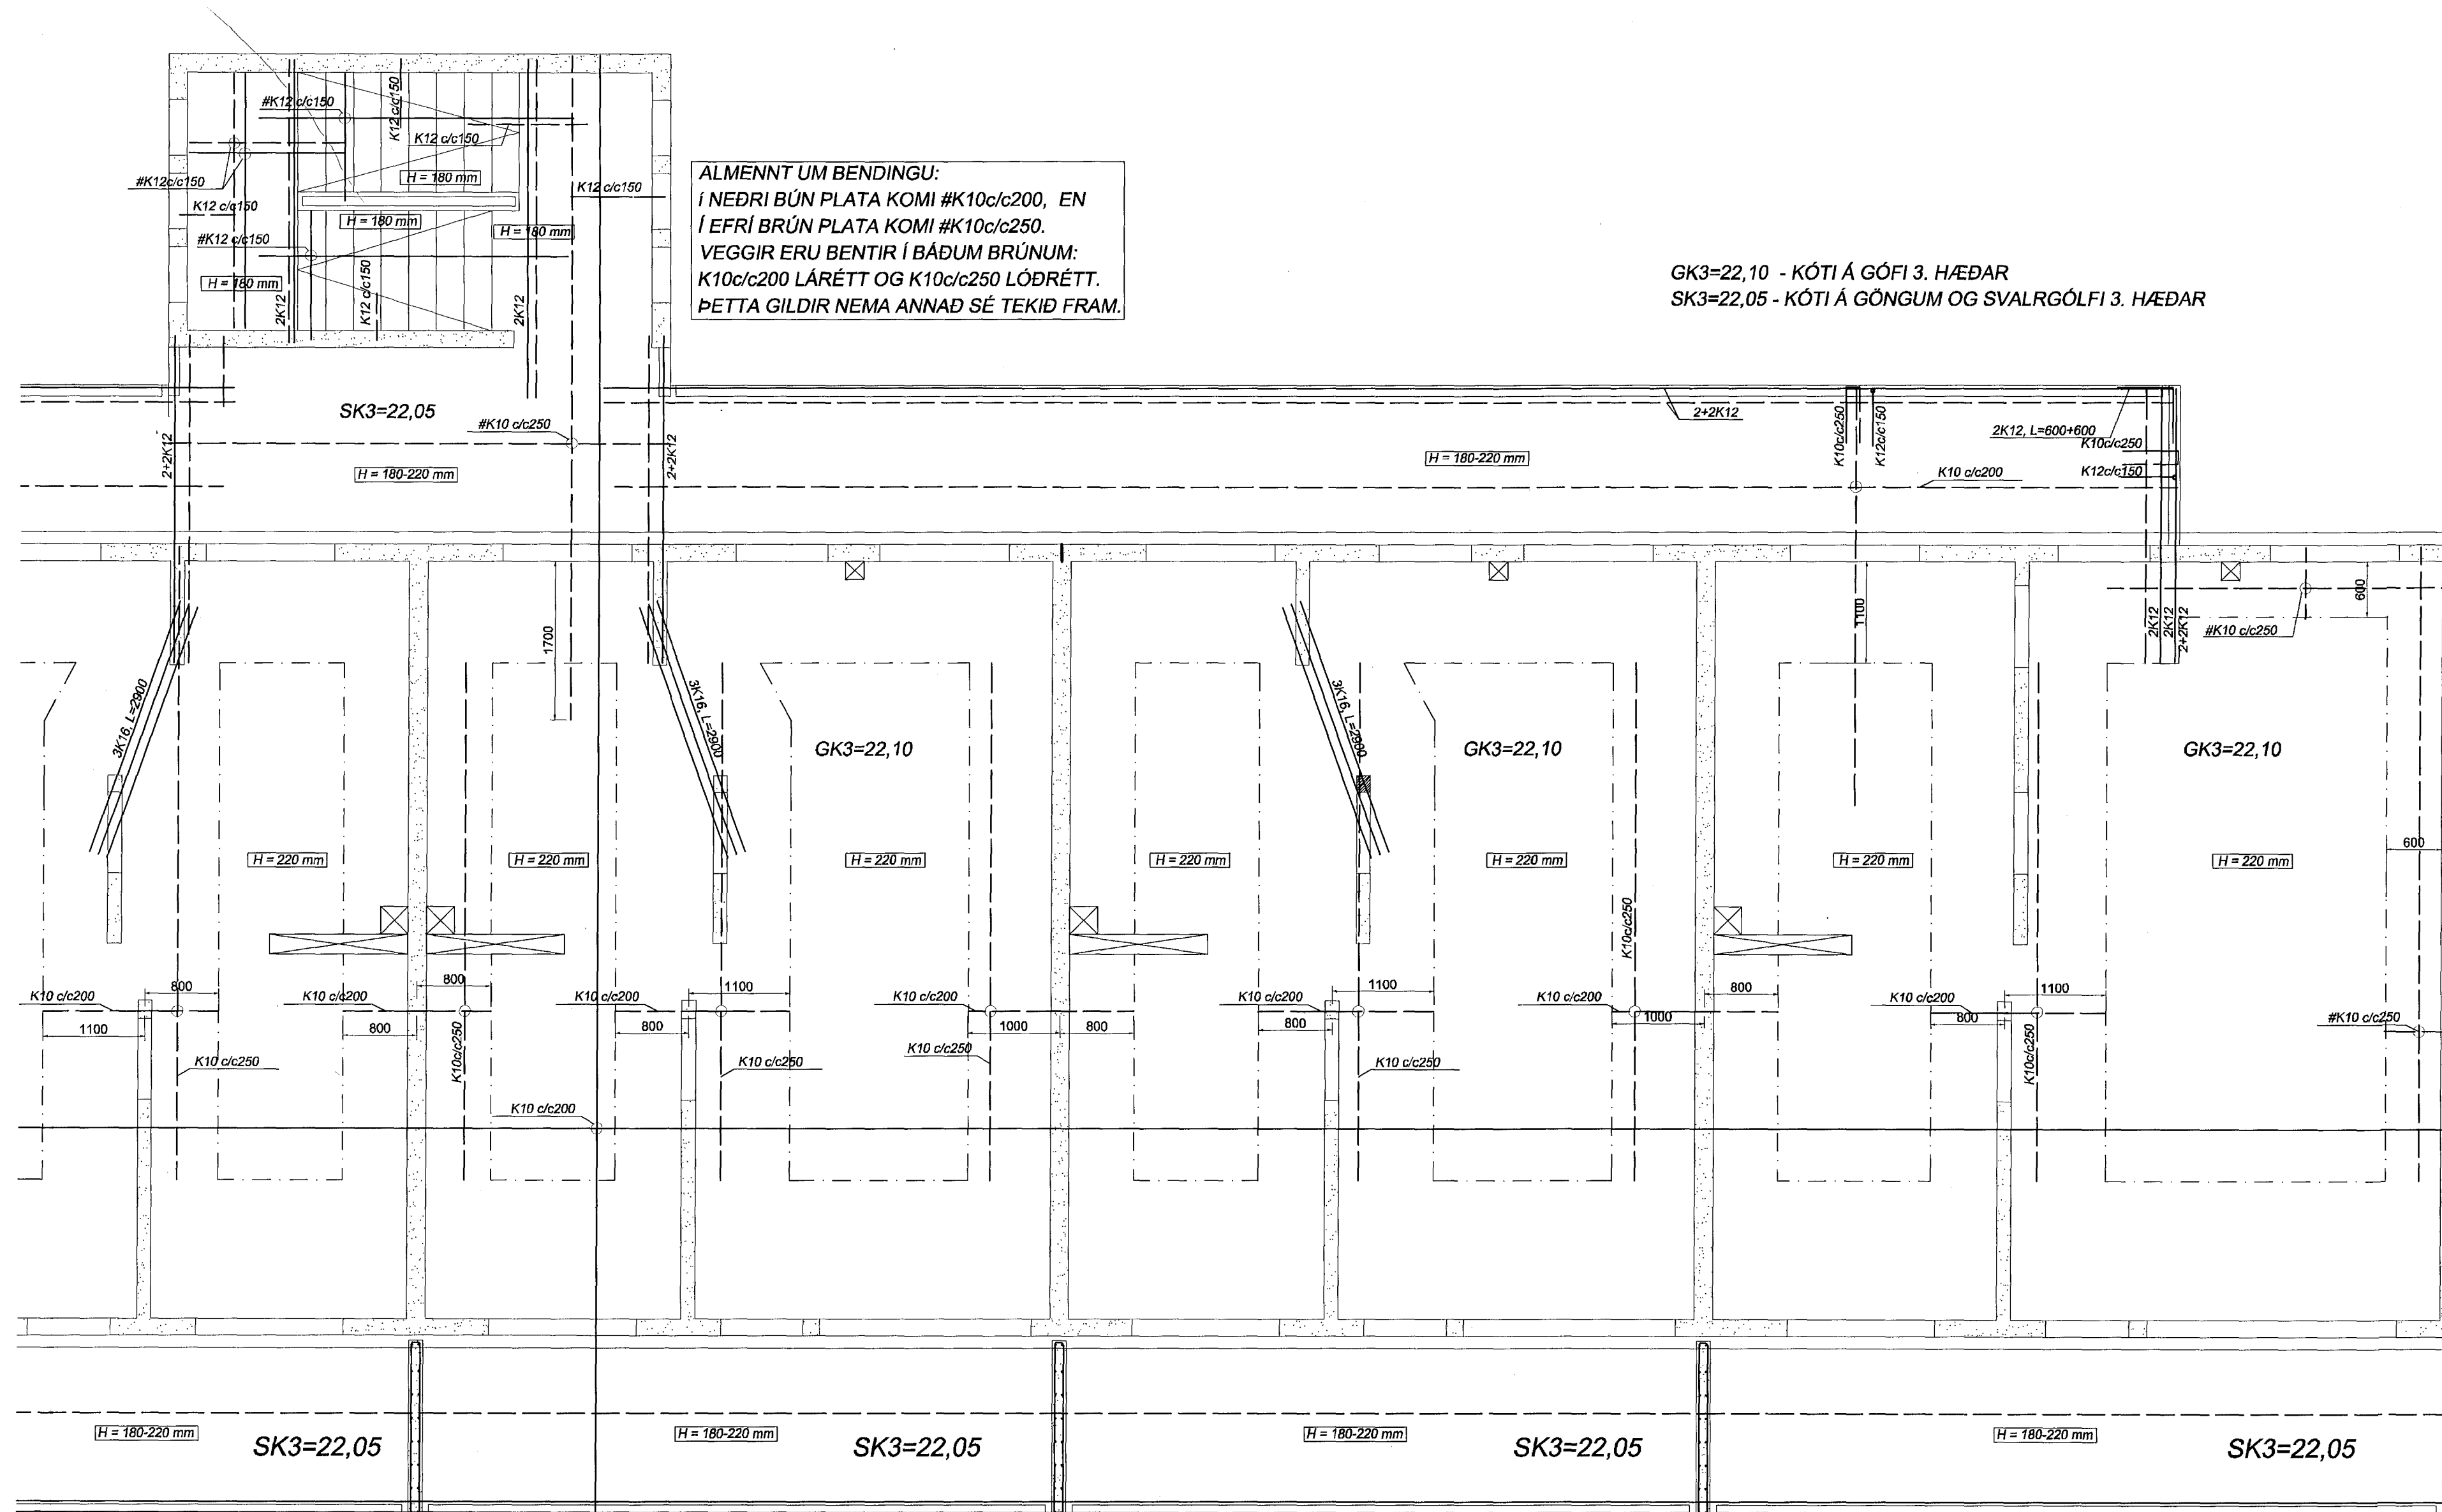 #K12 c/c150
K12 c/c150
K12 c/c150
#K12c/c150
H = 180 mm
K12 c/c150
K12 c/c150
H = 180 mm
H = 180 mm
#K12 c/c150
H = 180 mm
2K12
K12 c/c150
2K12
ALMENNT UM BENDINGU:
Í NEÐRI BÚN PLATA KOMI #K10c/c200, EN
Í EFRÍ BRÚN PLATA KOMI #K10c/c250.
VEGGIR ERU BENTIR Í BÁÐUM BRÚNUM:
K10c/c200 LÁRÉTT OG K10c/c250 LÓÐRÉTT.
ÞETTA GILDIR NEMA ANNAÐ SÉ TEKIÐ FRAM.
GK3=22,10 - KÓTI Á GÓFI 3. HÆÐAR
SK3=22,05 - KÓTI Á GÖNGUM OG SVALRGÓLFI 3. HÆÐAR
SK3=22,05
#K10 c/c250
2+2K12
2+2K12
H = 180-220 mm
H = 180-220 mm
2+2K12
K10c/c250
K12c/c150
2K12, L=600+600
K10c/c250
K12c/c150
K10 c/c200
1700
1100
600
2K12
2K12
2+2K12
#K10 c/c250
3K16, L=2900
3K16, L=2900
3K16, L=2900
GK3=22,10
GK3=22,10
GK3=22,10
H = 220 mm
H = 220 mm
H = 220 mm
H = 220 mm
H = 220 mm
H = 220 mm
H = 220 mm
600
K10c/c250
K10 c/c200
800
K10 c/c200
800
K10 c/c200
1100
K10 c/c200
K10 c/c200
1100
K10 c/c200
800
K10 c/c200
1100
1100
800
800
1000
800
800
1000
800
#K10 c/c250
K10 c/c250
K10c/c250
K10 c/c250
K10 c/c250
K10 c/c250
K10c/c250
K10 c/c200
H = 180-220 mm
SK3=22,05
H = 180-220 mm
SK3=22,05
H = 180-220 mm
SK3=22,05
H = 180-220 mm
SK3=22,05